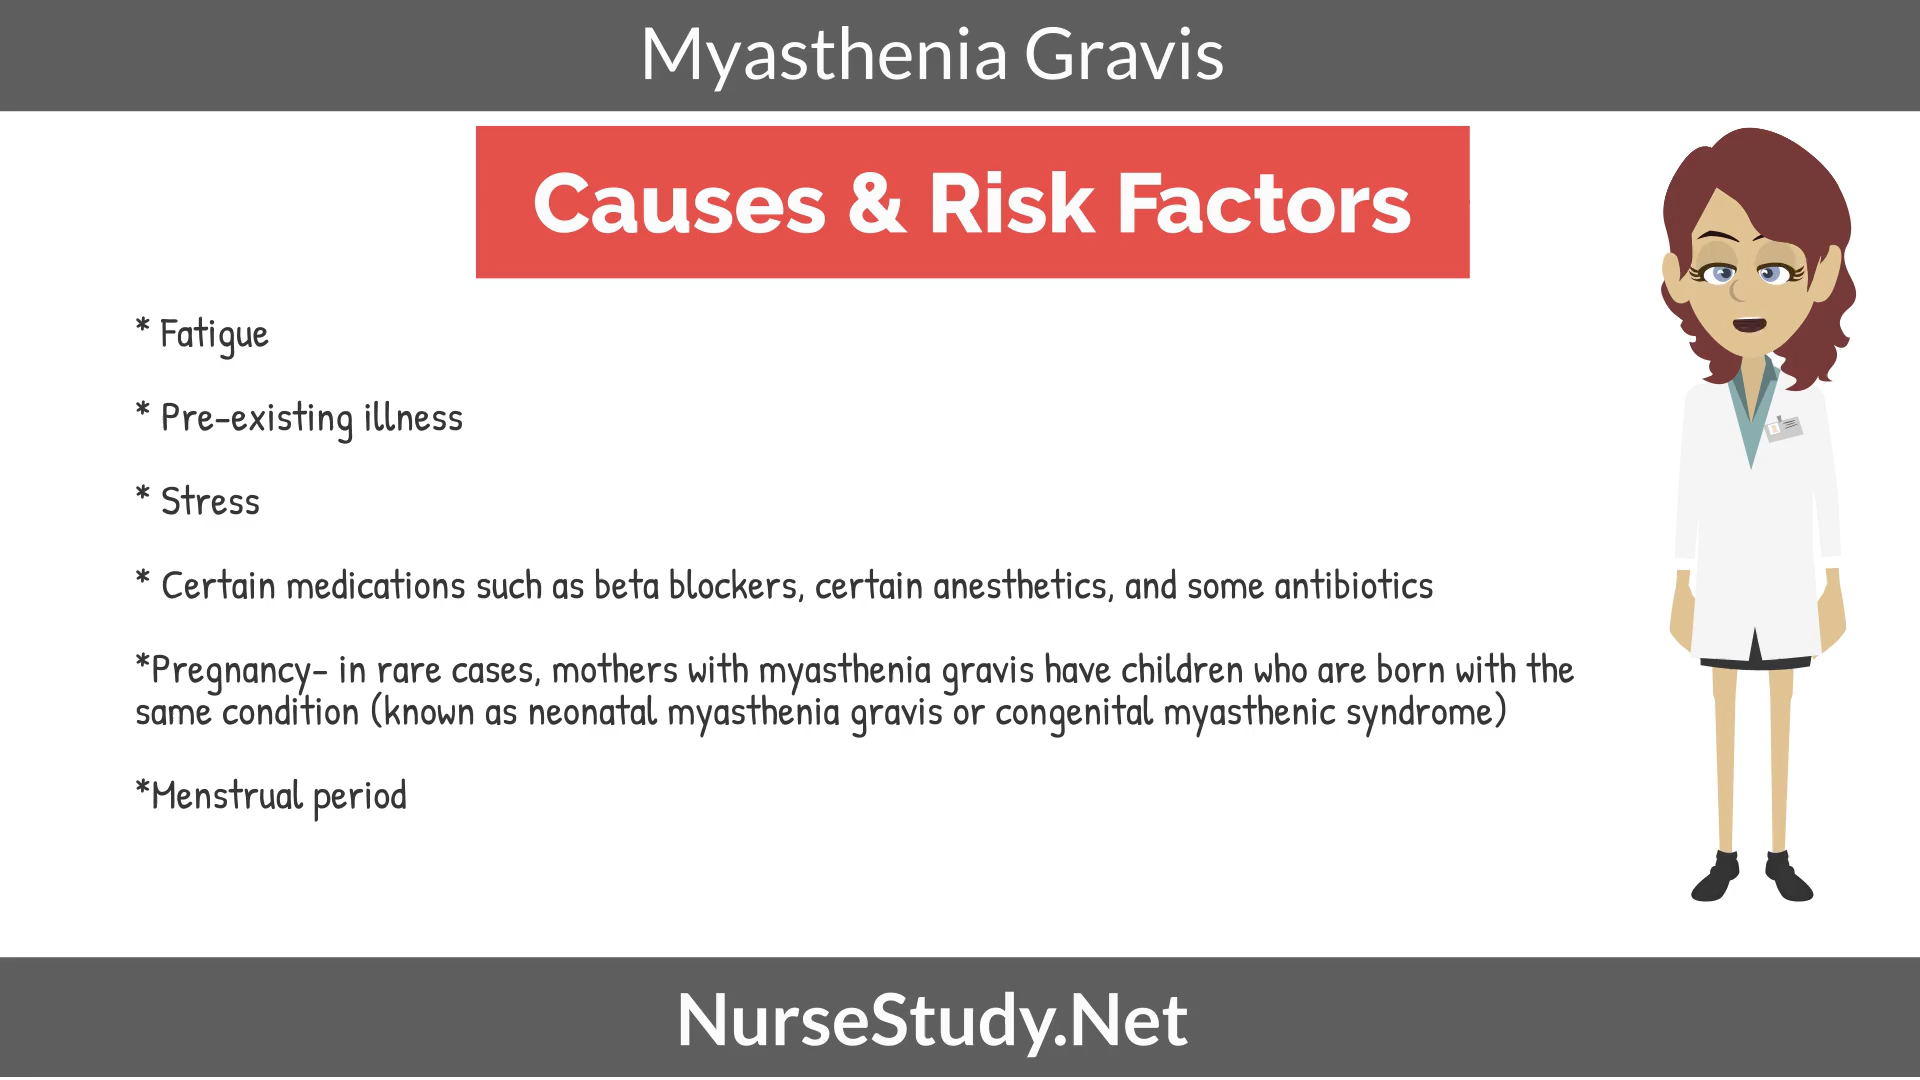 Myasthenia Gravis
Causes & Risk Factors
* Fatigue
* Pre-existing illness
* Stress
* Certain medications such as beta blockers, certain anesthetics, and some antibiotics
*Pregnancy- in rare cases, mothers with myasthenia gravis have children who are born with the
same condition (known as neonatal myasthenia gravis or congenital myasthenic syndrome)
*Menstrual period
NurseStudy.Net